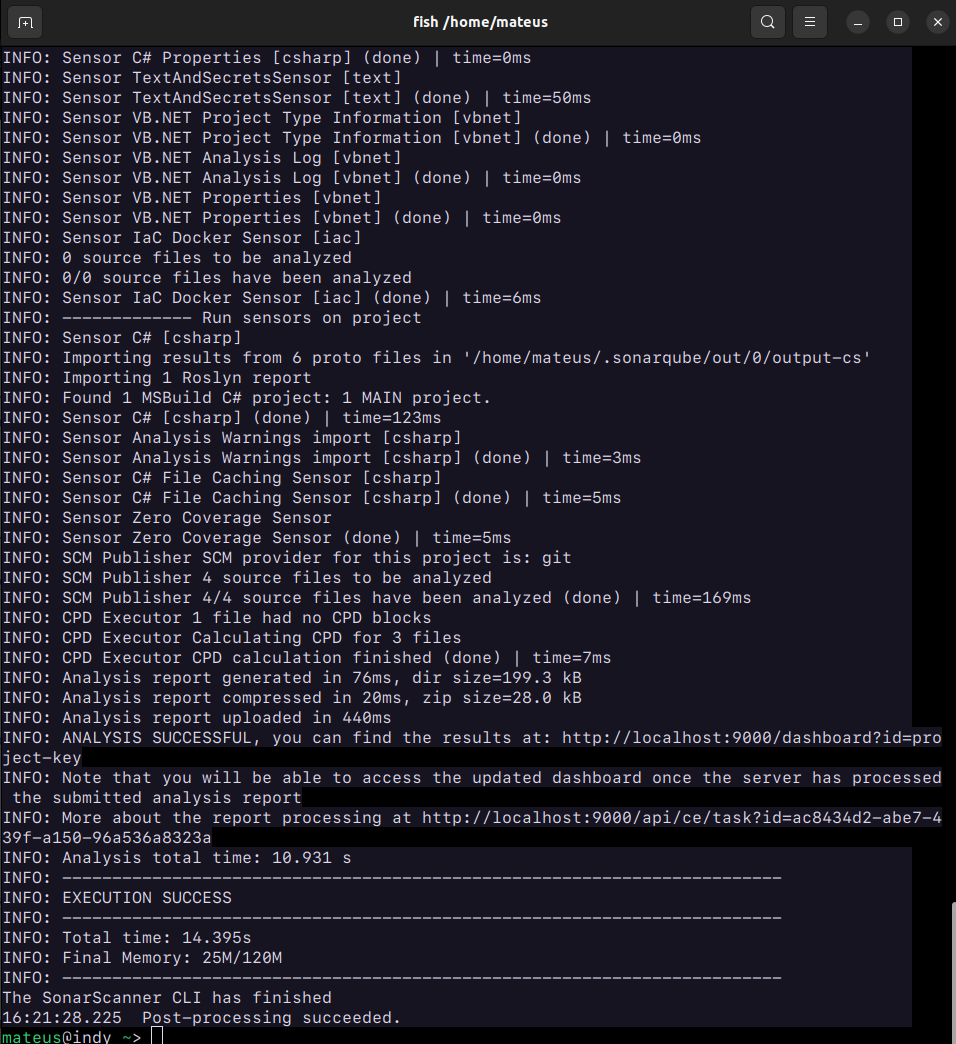 fish /home/mateus
INFO: Sensor C# Properties [csharp] (done) | time=0ms
INFO: Sensor TextAndSecretsSensor [text]
INFO: Sensor TextAndSecretsSensor [text] (done) | time=50ms
INFO: Sensor VB.NET Project Type Information [vbnet]
INFO: Sensor VB.NET Project Type Information [vbnet] (done) | time=0ms
INFO: Sensor VB.NET Analysis Log [vbnet]
INFO: Sensor VB.NET Analysis Log [vbnet] (done) | time=0ms
INFO: Sensor VB.NET Properties [vbnet]
INFO: Sensor VB.NET Properties [vbnet] (done) | time=0ms
INFO: Sensor IaC Docker Sensor [iac]
INFO: 0 source files to be analyzed
INFO: 0/0 source files have been analyzed
INFO: Sensor IaC Docker Sensor [iac] (done) | time=6ms
INFO: ------------- Run sensors on project
INFO: Sensor C# [csharp]
INFO: Importing results from 6 proto files in '/home/mateus/.sonarqube/out/0/output-cs'
INFO: Importing 1 Roslyn report
INFO: Found 1 MSBuild C# project: 1 MAIN project.
INFO: Sensor C# [csharp] (done) | time=123ms
INFO: Sensor Analysis Warnings import [csharp]
INFO: Sensor Analysis Warnings import [csharp] (done) | time=3ms
INFO: Sensor C# File Caching Sensor [csharp]
INFO: Sensor C# File Caching Sensor [csharp] (done) | time=5ms
INFO: Sensor Zero Coverage Sensor
INFO: Sensor Zero Coverage Sensor (done) | time=5ms
INFO: SCM Publisher SCM provider for this project is: git
INFO: SCM Publisher 4 source files to be analyzed
INFO: SCM Publisher 4/4 source files have been analyzed (done) | time=169ms
INFO: CPD Executor 1 file had no CPD blocks
INFO: CPD Executor Calculating CPD for 3 files
INFO: CPD Executor CPD calculation finished (done) | time=7ms
INFO: Analysis report generated in 76ms, dir size=199.3 kB
INFO: Analysis report compressed in 20ms, zip size=28.0 kB
INFO: Analysis report uploaded in 440ms
INFO: ANALYSIS SUCCESSFUL, you can find the results at: http://localhost:9000/dashboard?id=pro
ject-key
INFO: Note that you will be able to access the updated dashboard once the server has processed
 the submitted analysis report
INFO: More about the report processing at http://localhost:9000/api/ce/task?id=ac8434d2-abe7-4
39f-a150-96a536a8323a
INFO: Analysis total time: 10.931 s
INFO: ------------------------------------------------------------------------
INFO: EXECUTION SUCCESS
INFO: ------------------------------------------------------------------------
INFO: Total time: 14.395s
INFO: Final Memory: 25M/120M
INFO: ------------------------------------------------------------------------
The SonarScanner CLI has finished
16:21:28.225  Post-processing succeeded.
mateus@indy ~>